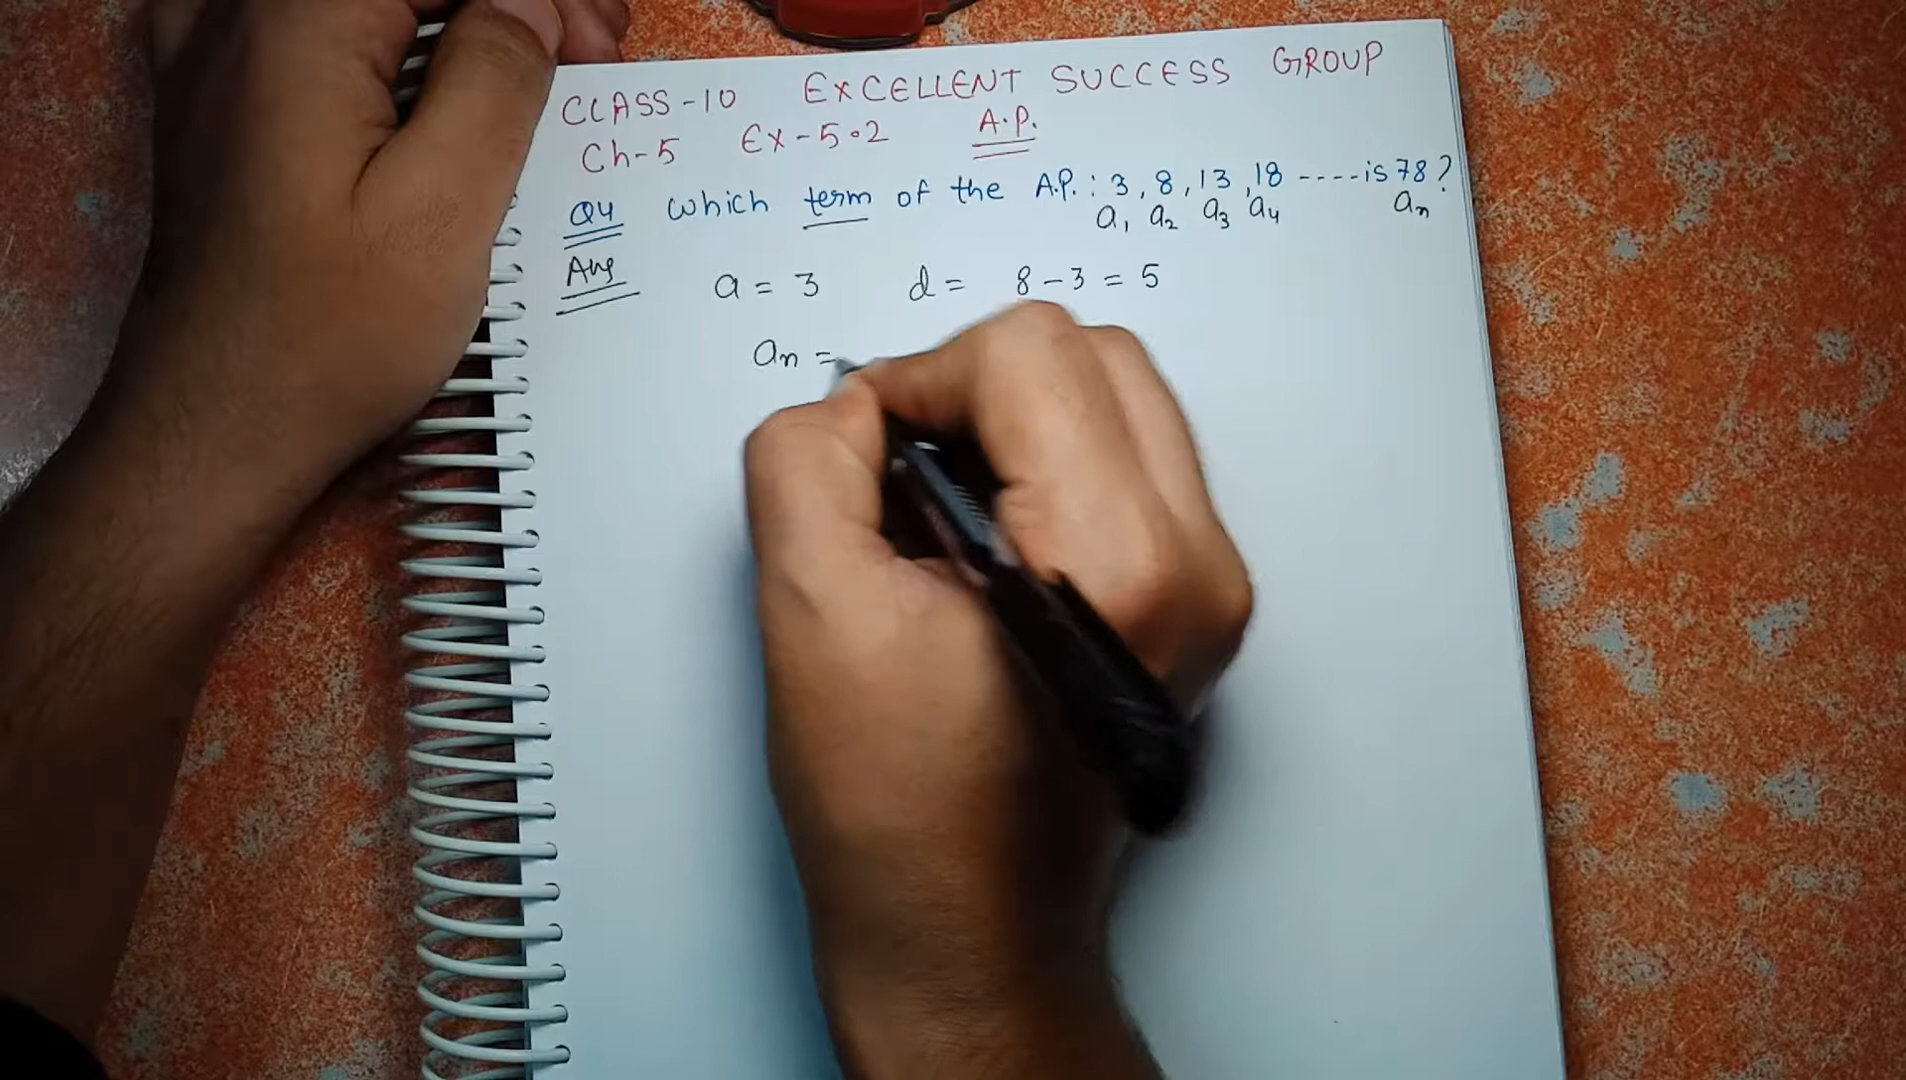 CLASS-10 EXCELLENT SUCCESS GROUP
Ch-5 Ex-5.2 A.P.
Q4 Which term of the A.P. : 3, 8, 13, 18 ---- is 78?
a₁ a₂ a₃ a₄ aₙ
Ans a = 3 d = 8 - 3 = 5
aₙ =